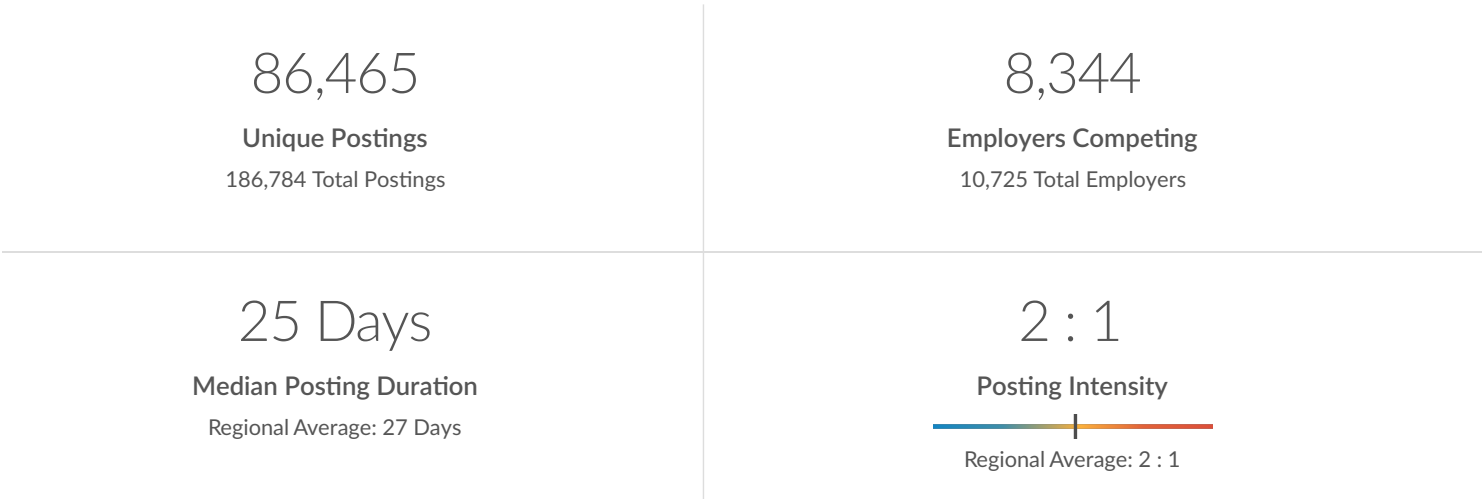 86,465
Unique Postings
186,784 Total Postings
8,344
Employers Competing
10,725 Total Employers
25 Days
Median Posting Duration
Regional Average: 27 Days
2 : 1
Posting Intensity
Regional Average: 2 : 1